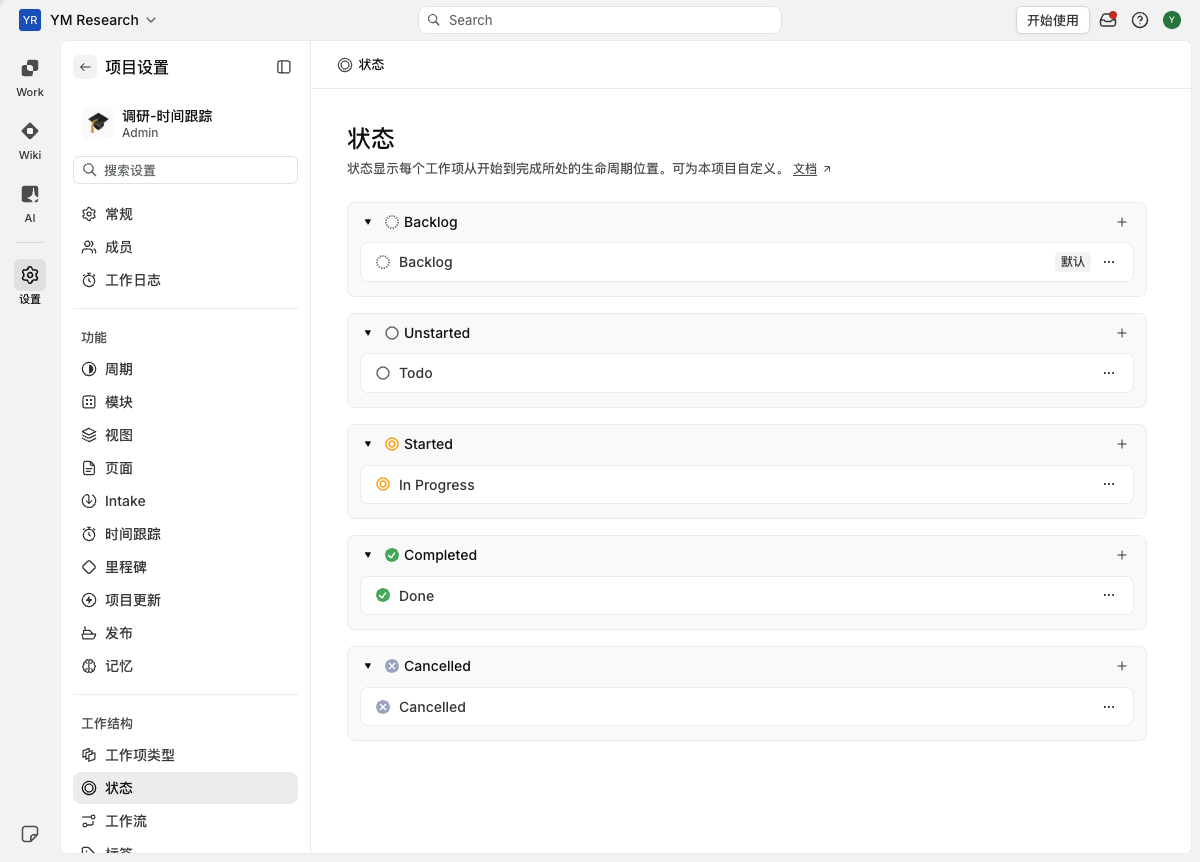 YR YM Research
Search
开始使用
Y
Work
Wiki
AI
设置
项目设置
调研-时间跟踪
Admin
搜索设置
常规
成员
工作日志
功能
周期
模块
视图
页面
Intake
时间跟踪
里程碑
项目更新
发布
记忆
工作结构
工作项类型
状态
工作流
标签
状态
状态
状态显示每个工作项从开始到完成所处的生命周期位置。可为本项目自定义。 文档
Backlog
Backlog 默认
Unstarted
Todo
Started
In Progress
Completed
Done
Cancelled
Cancelled